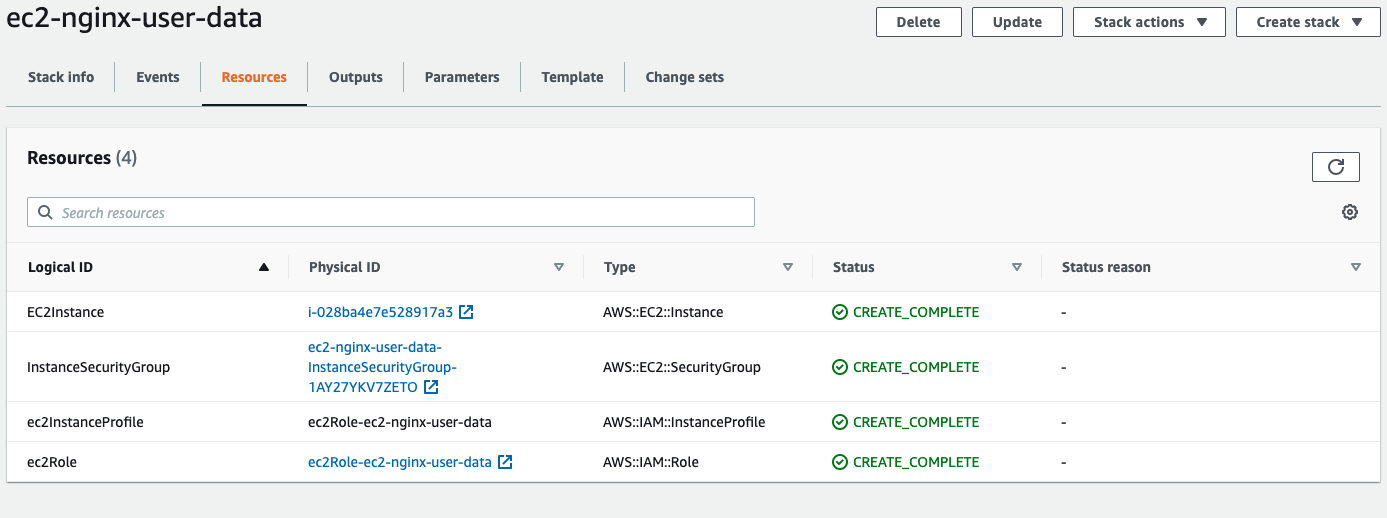 ec2-nginx-user-data
Delete
Update
Stack actions
Create stack
Stack info
Events
Resources
Outputs
Parameters
Template
Change sets
Resources (4)
Search resources
Logical ID
Physical ID
Type
Status
Status reason
EC2Instance
i-028ba4e7e528917a3
AWS::EC2::Instance
CREATE_COMPLETE
-
InstanceSecurityGroup
ec2-nginx-user-data-
InstanceSecurityGroup-
1AY27YKV7ZETO
AWS::EC2::SecurityGroup
CREATE_COMPLETE
-
ec2InstanceProfile
ec2Role-ec2-nginx-user-data
AWS::IAM::InstanceProfile
CREATE_COMPLETE
-
ec2Role
ec2Role-ec2-nginx-user-data
AWS::IAM::Role
CREATE_COMPLETE
-